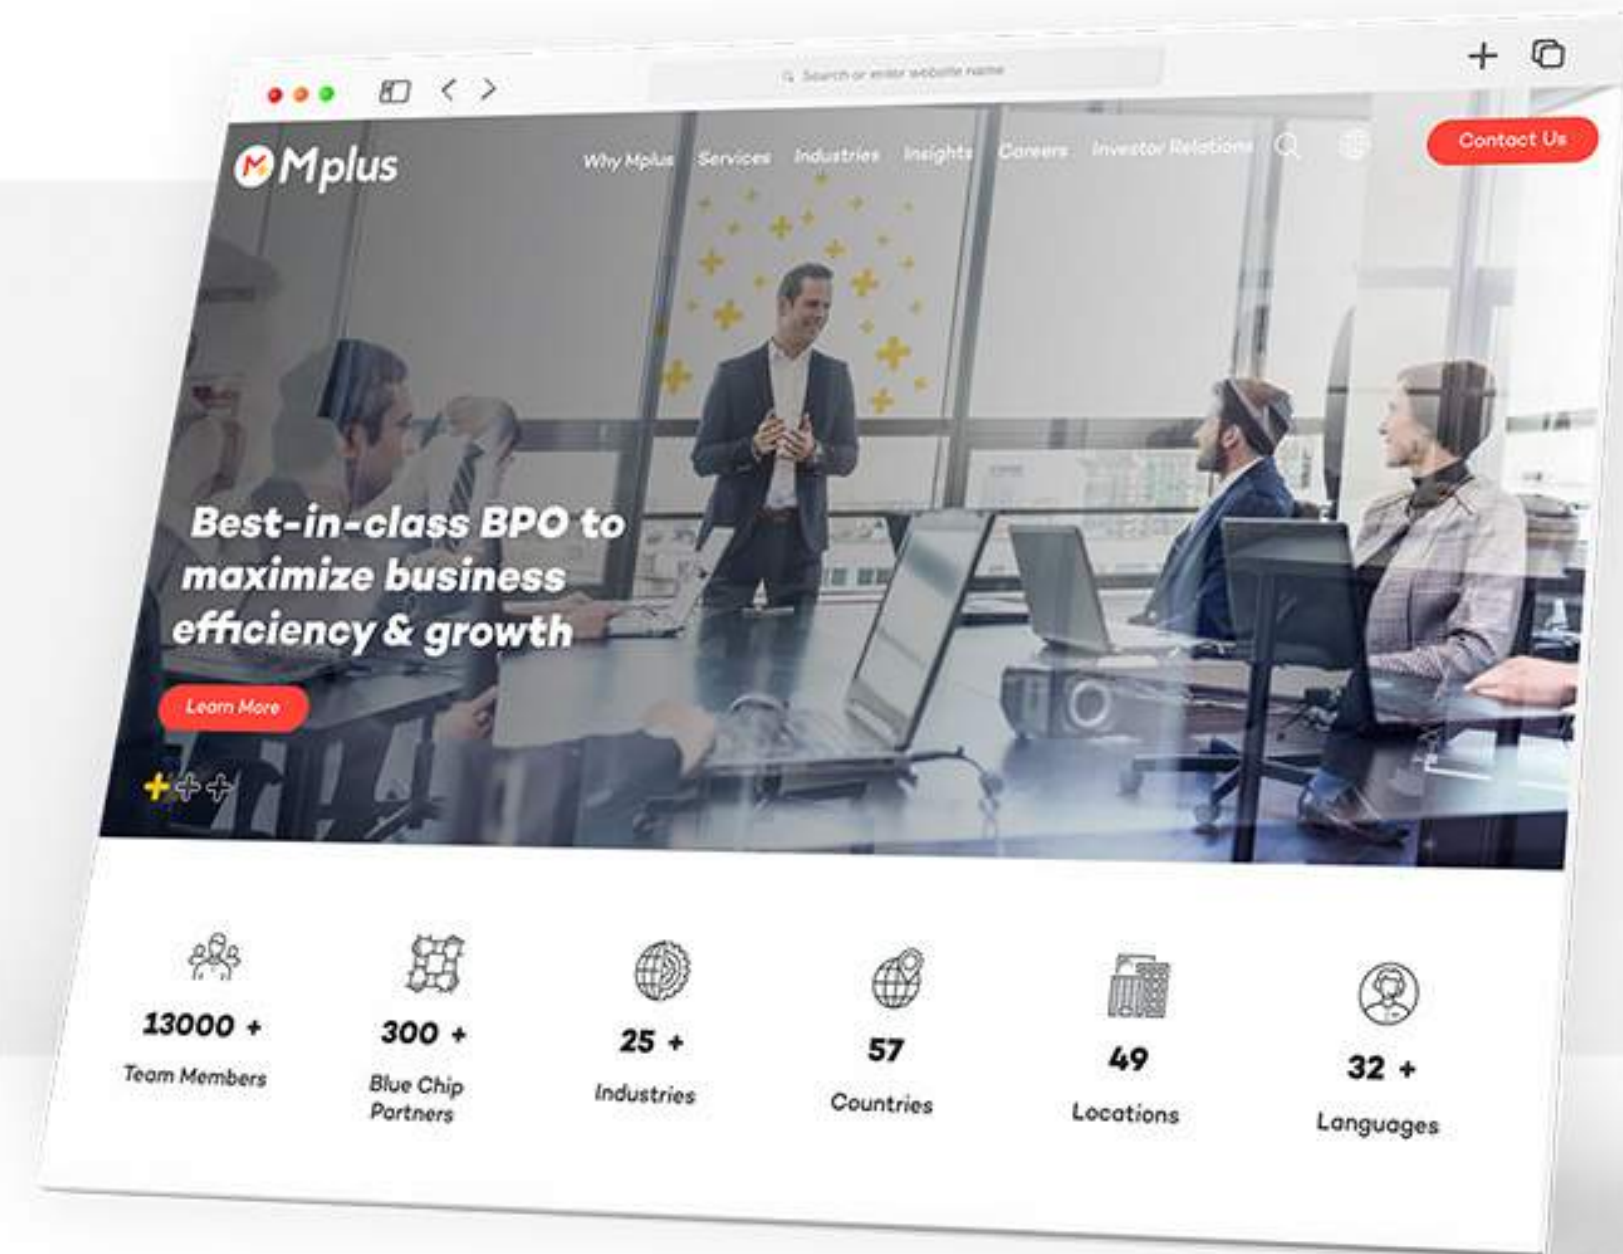 Search or enter website name
Mplus
Why Mplus Services Industries Insights Careers Investor Relations Contact Us
Best-in-class BPO to
maximize business
efficiency & growth
Learn More
13000 + 300 + 25 + 57 49 32 +
Team Members Blue Chip Industries Countries Locations Languages
Partners